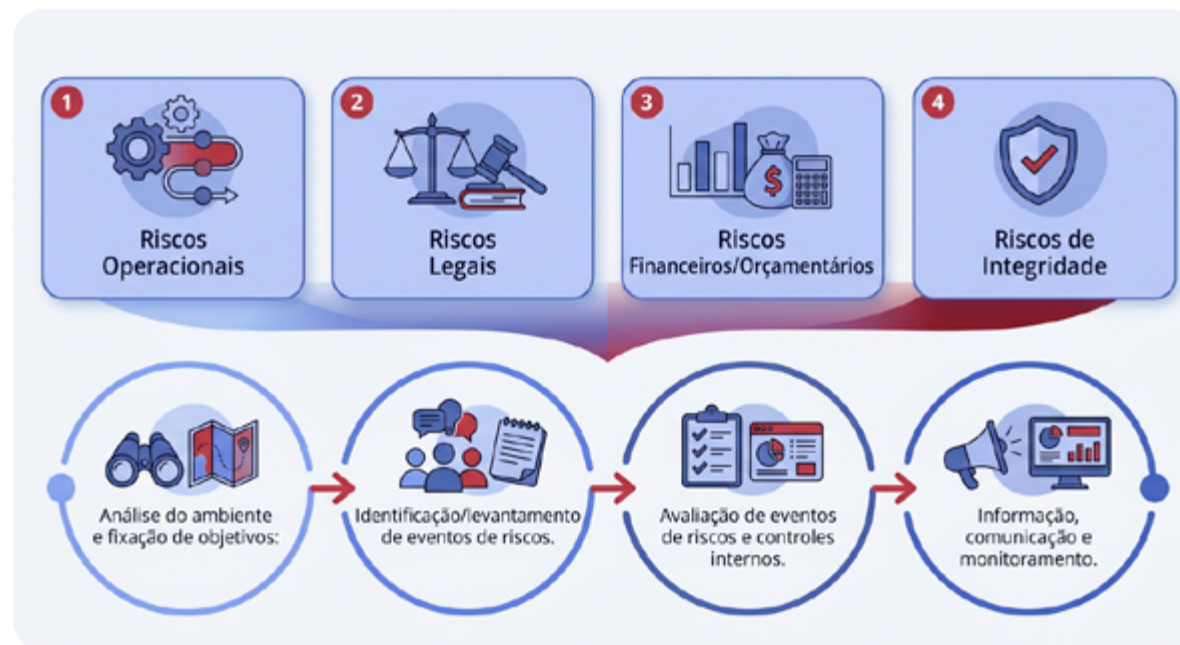 1
Riscos
Operacionais
2
Riscos
Legais
3
$
Riscos
Financeiros/Orçamentários
4
Riscos de
Integridade
Análise do ambiente
e fixação de objetivos:
Identificação/levantamento
de eventos de riscos.
Avaliação de eventos
de riscos e controles
internos.
Informação,
comunicação e
monitoramento.